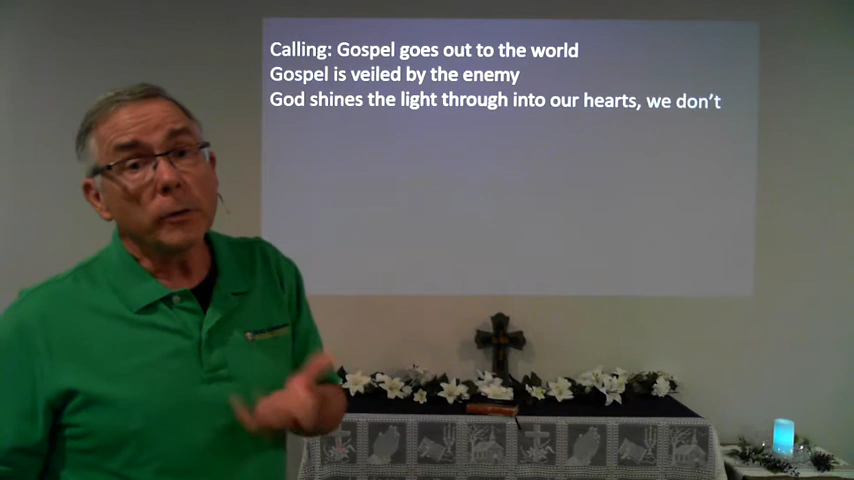 Calling: Gospel goes out to the world
Gospel is veiled by the enemy
God shines the light through into our hearts, we don't